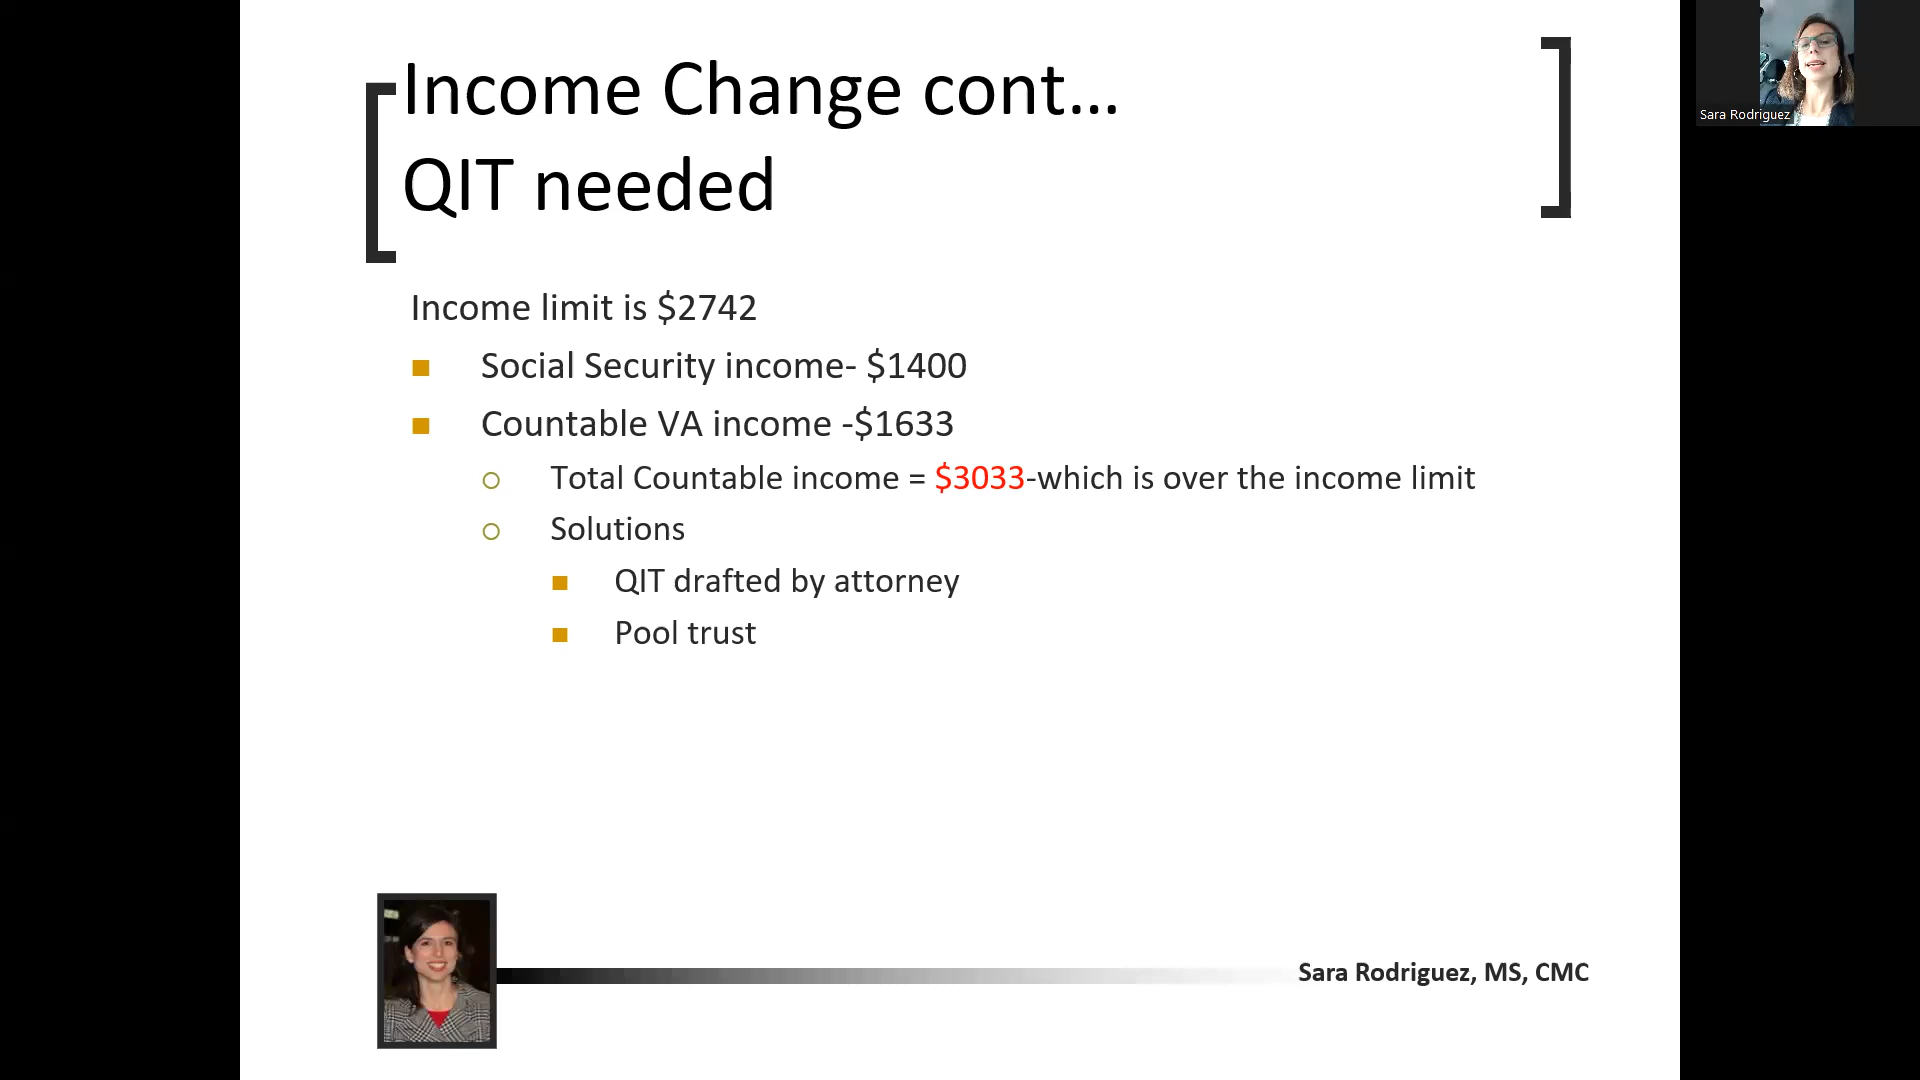 Income Change cont...
QIT needed
Income limit is $2742
Social Security income- $1400
Countable VA income -$1633
Total Countable income = $3033-which is over the income limit
Solutions
QIT drafted by attorney
Pool trust
Sara Rodriguez, MS, CMC
Sara Rodriguez